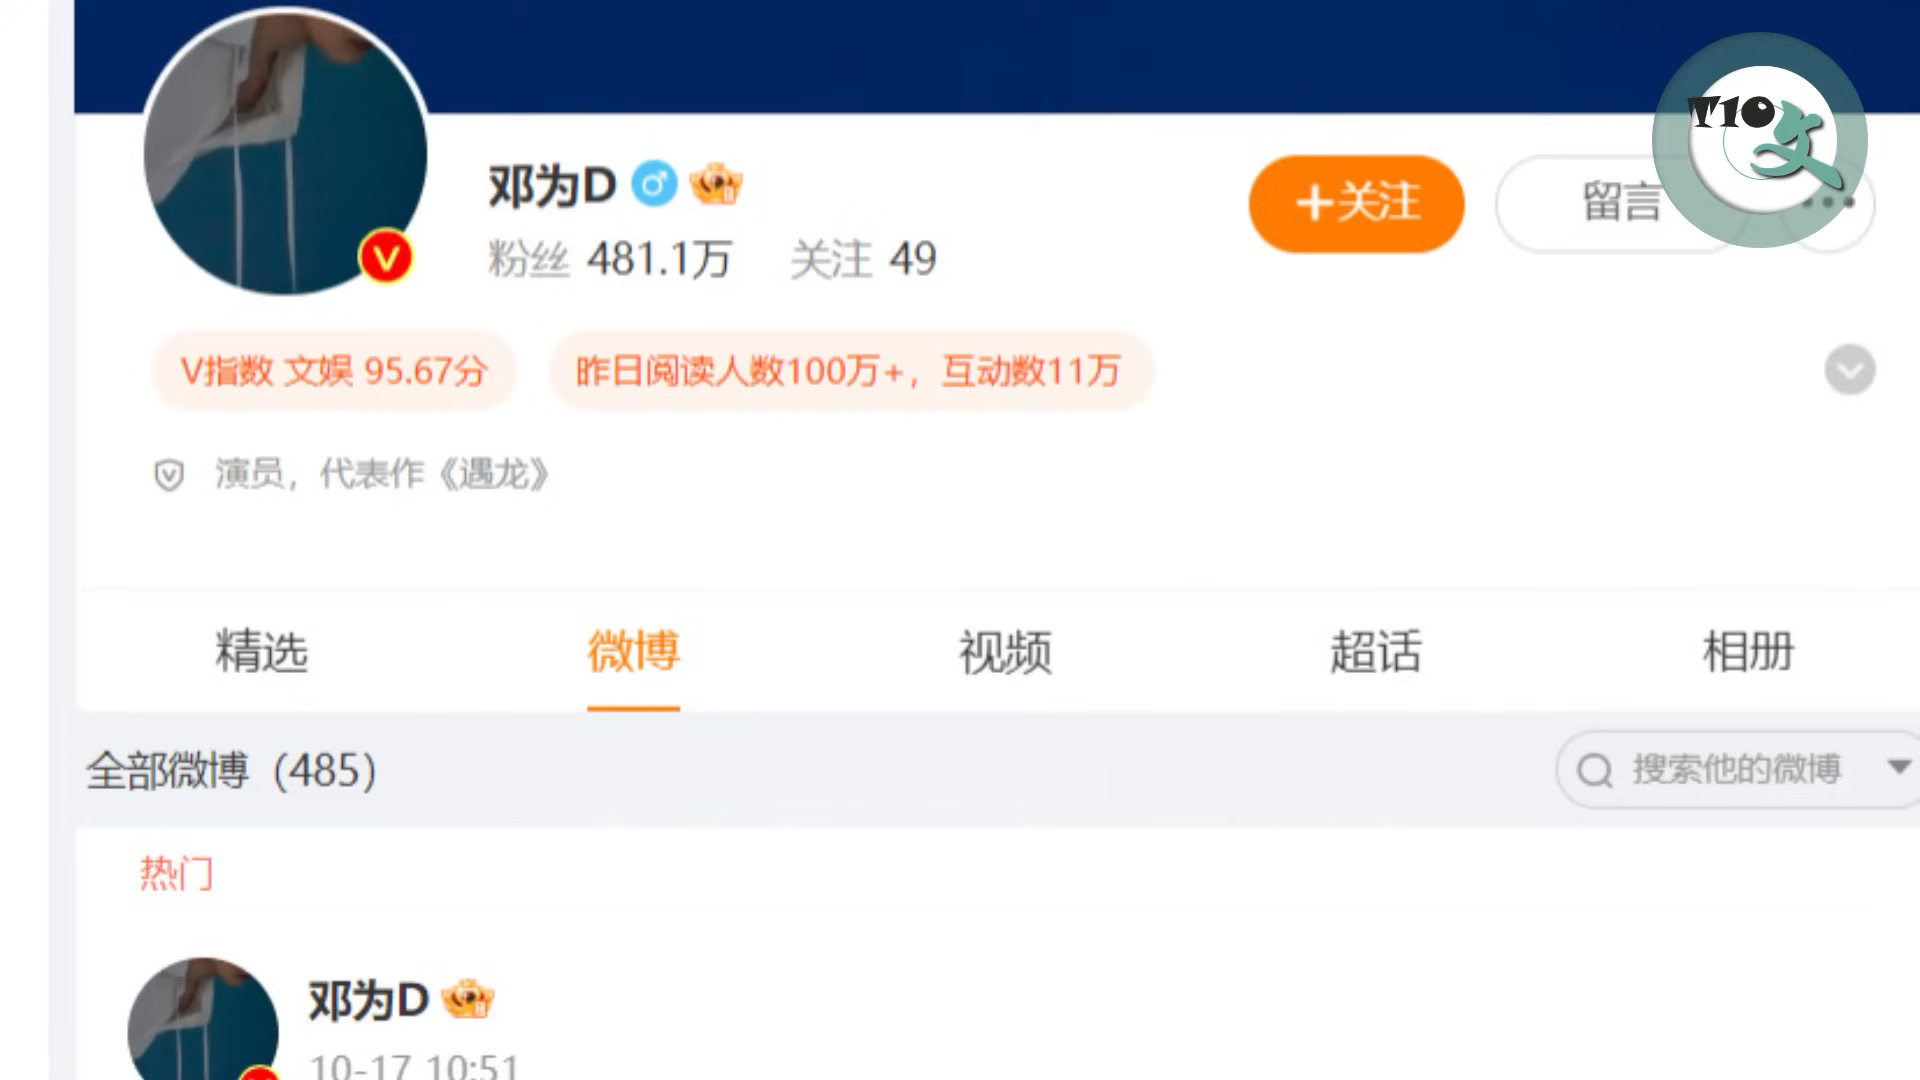 T10文
邓为D
+关注
留言
粉丝 481.1万 关注 49
V指数 文娱 95.67分
昨日阅读人数100万+，互动数11万
演员，代表作《遇龙》
精选
微博
视频
超话
相册
全部微博（485）
搜索他的微博
热门
邓为D
10-17 10:51